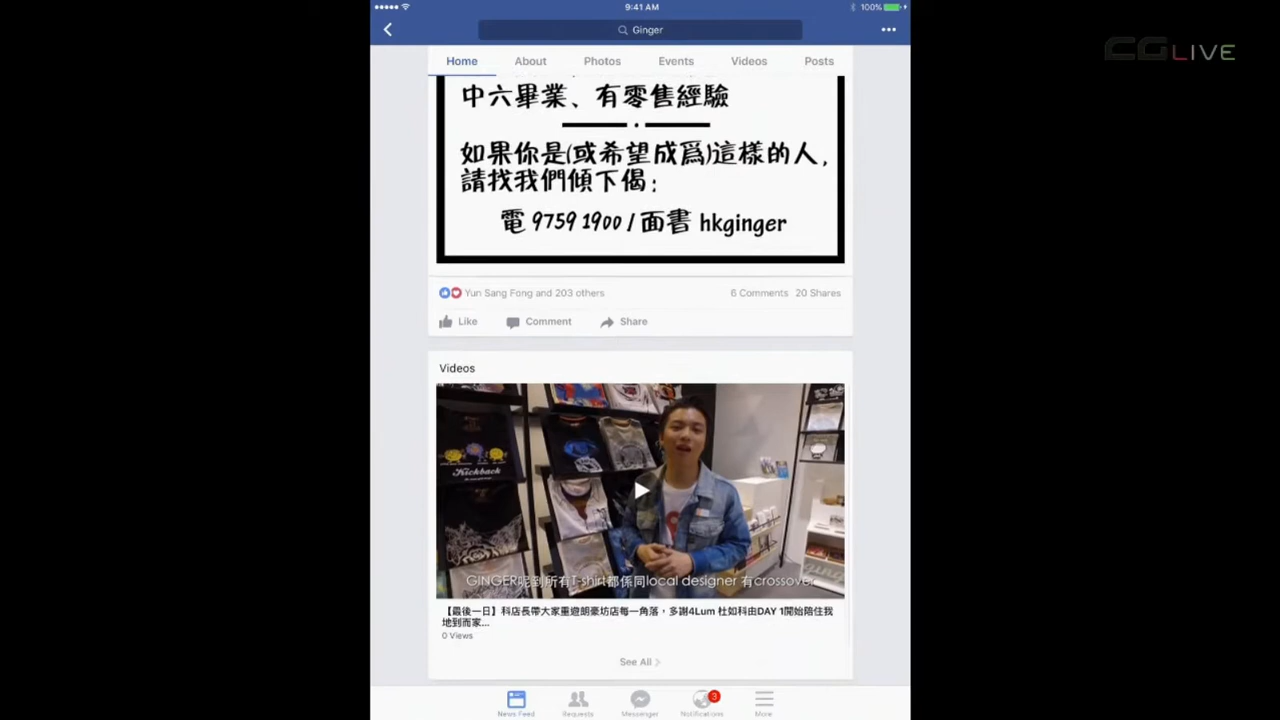 9:41 AM
100%
Ginger
CGLIVE
Home
About
Photos
Events
Videos
Posts
中六畢業、有零售經驗
如果你是(或希望成爲)這樣的人，
請找我們傾下偈：
電 9759 1900 / 面書 hkginger
Yun Sang Fong and 203 others
6 Comments 20 Shares
Like
Comment
Share
Videos
Kickback
GINGER呢到所有T-shirt都係同local designer 有crossover
【最後一日】科店長帶大家重遊朗豪坊店每一角落，多謝4Lum 杜如科由DAY 1開始陪住我
地到而家...
0 Views
See All
News Feed
Requests
Messenger
3
Notifications
More